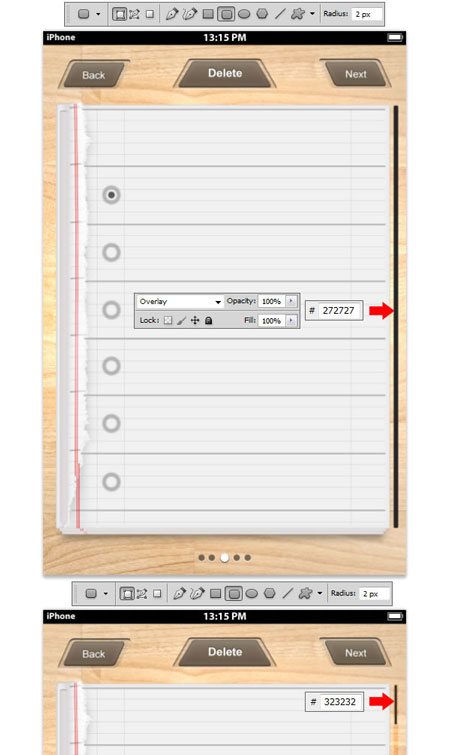 Radius: 2 px
iPhone 13:15 PM
Back Delete Next
Overlay Opacity: 100%
Lock: Fill: 100%
# 272727
Radius: 2 px
iPhone 13:15 PM
Back Delete Next
# 323232